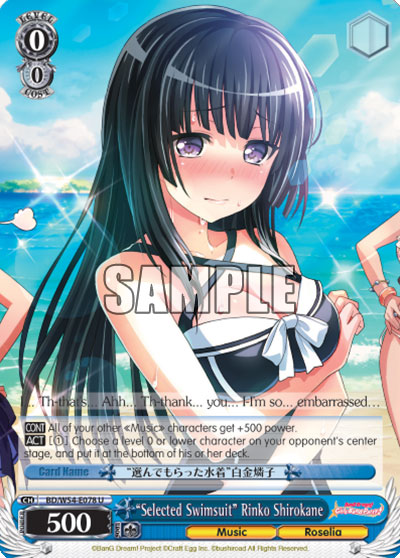 LEVEL
0
0
COST
SAMPLE
... Th-thats... Ahh... Th-thank... you... I-I'm so... embarrassed...
CONT All of your other «Music» characters get +500 power.
ACT [①] Choose a level 0 or lower character on your opponent's center
stage, and put it at the bottom of his or her deck.
Card Name
“選んでもらった水着”白金燐子
CH BD/W54-E078 U
POWER
500
“Selected Swimsuit” Rinko Shirokane
Music
Roselia
©BanG Dream! Project ©Craft Egg Inc. ©bushiroad All Rights Reserved.